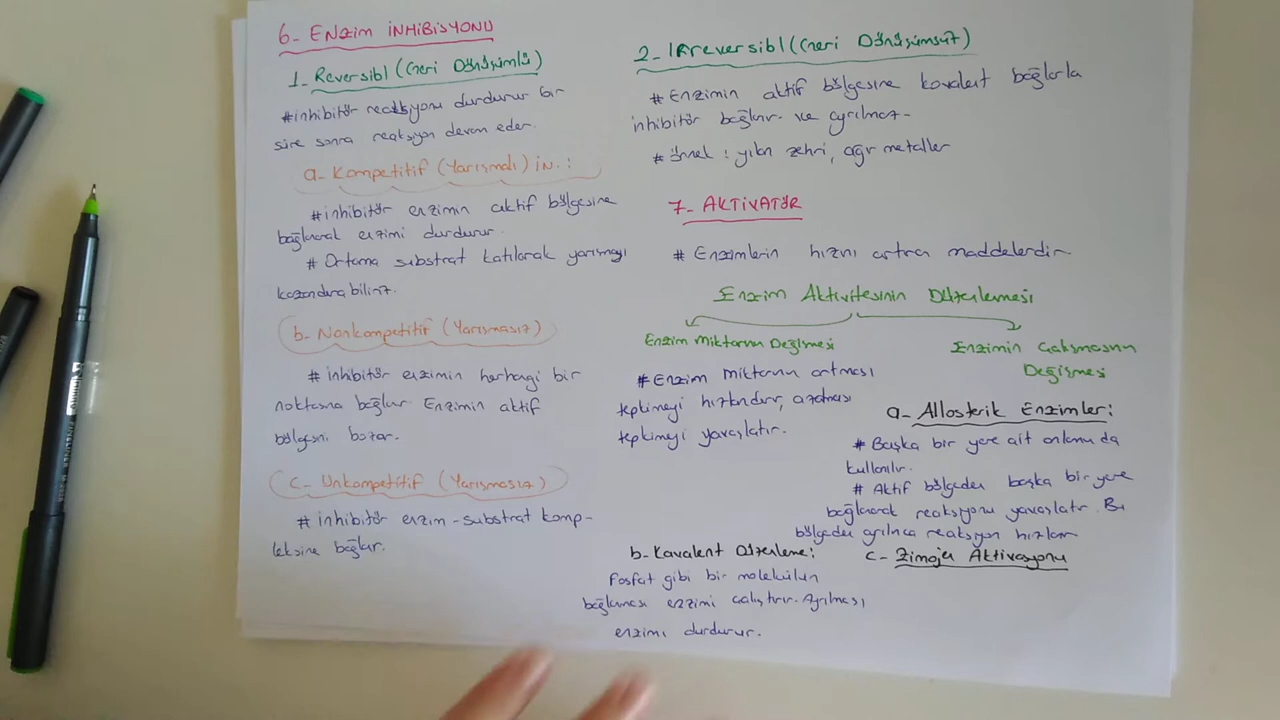 6- ENZİM İNHİBİSYONU
1- Reversibl (Geri Dönüşümlü)
#inhibitör reaksiyonu durdurur bir
süre sonra reaksiyon devam eder.
a- Kompetitif (Yarışmalı) in. :
#inhibitör enzimin aktif bölgesine
bağlanarak enzimi durdurur.
# Ortama substrat katılarak yarışmayı
kazandırabiliriz.
b- Nonkompetitif (Yarışmasız)
# inhibitör enzimin herhangi bir
noktasına bağlanır. Enzimin aktif
bölgesini bozar.
c- Unkompetitif (Yarışmasız)
# inhibitör enzim-substrat komp-
leksine bağlanır.
2- IRreversibl (Geri Dönüşümsüz)
# Enzimin aktif bölgesine kovalent bağlarla
inhibitör bağlanır. ve ayrılmaz-
# örnek : yılan zehri, ağır metaller
7- AKTİVATÖR
# Enzimlerin hızını artıran maddelerdir
Enzim Aktivitesinin Düzenlenmesi
Enzim Miktarının Değişmesi
# Enzim miktarının artması
tepkimeyi hızlandırır, azalması
tepkimeyi yavaşlatır.
Enzimin Çalışmasının
Değişmesi
a- Allosterik Enzimler:
# Başka bir yere ait onlamı da
kullanılır.
# Aktif bölgeden başka bir yere
bağlanarak reaksiyonu yavaşlatır. Bu
bölgeden ayrılınca reaksiyon hızlanır
b- Kavalent Düzenleme:
Fosfat gibi bir molekülün
bağlanması enzimi çalıştırır. Ayrılması
enzimi durdurur.
c- Zimojen Aktivasyonu